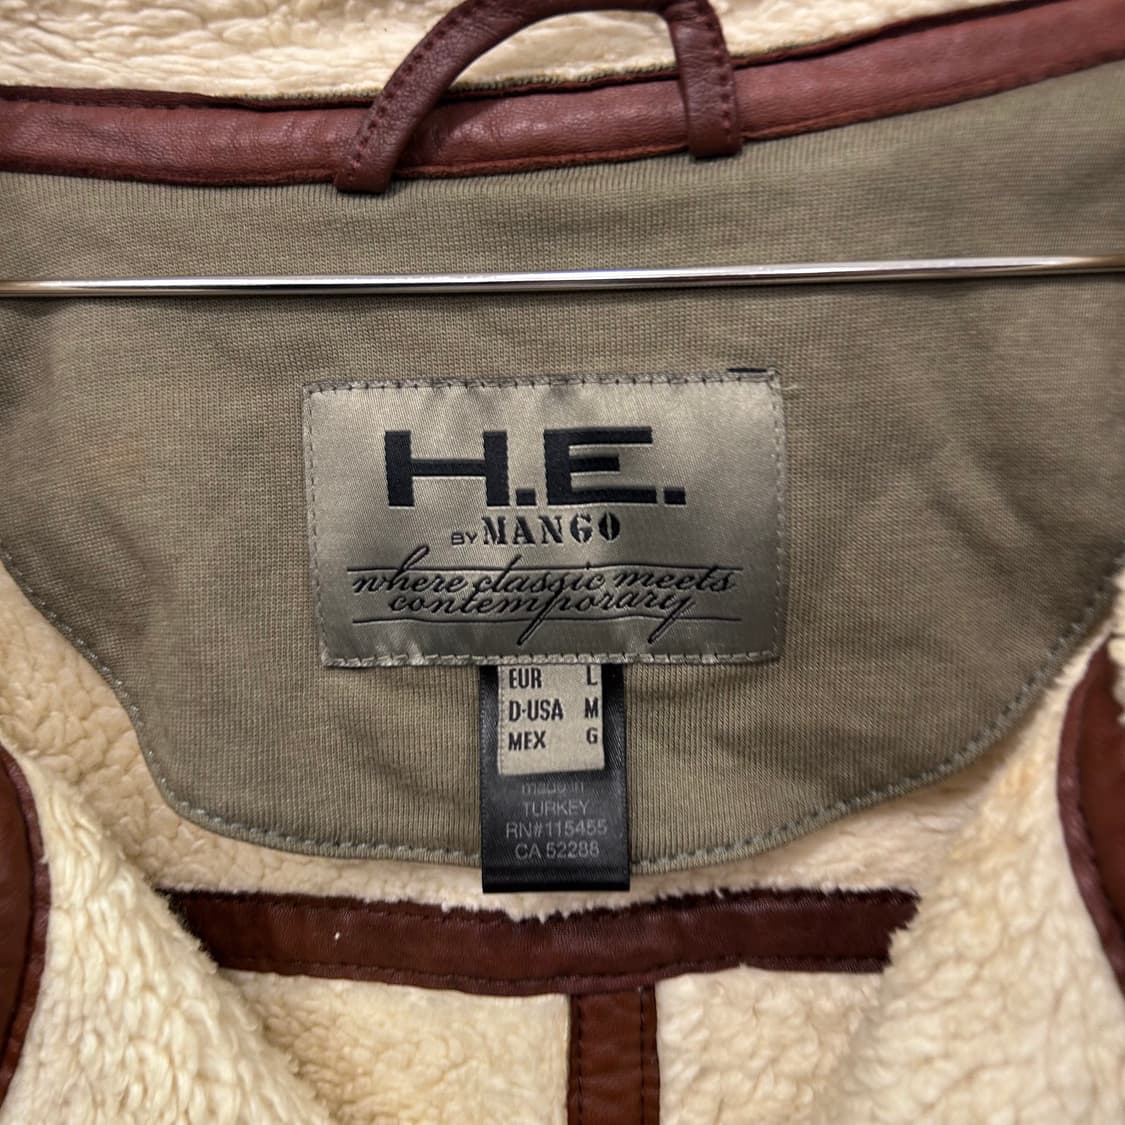 H.E.
BY MANGO
where classic meets
contemporary
EUR L
D·USA M
MEX G
made in
TURKEY
RN#115455
CA 52288